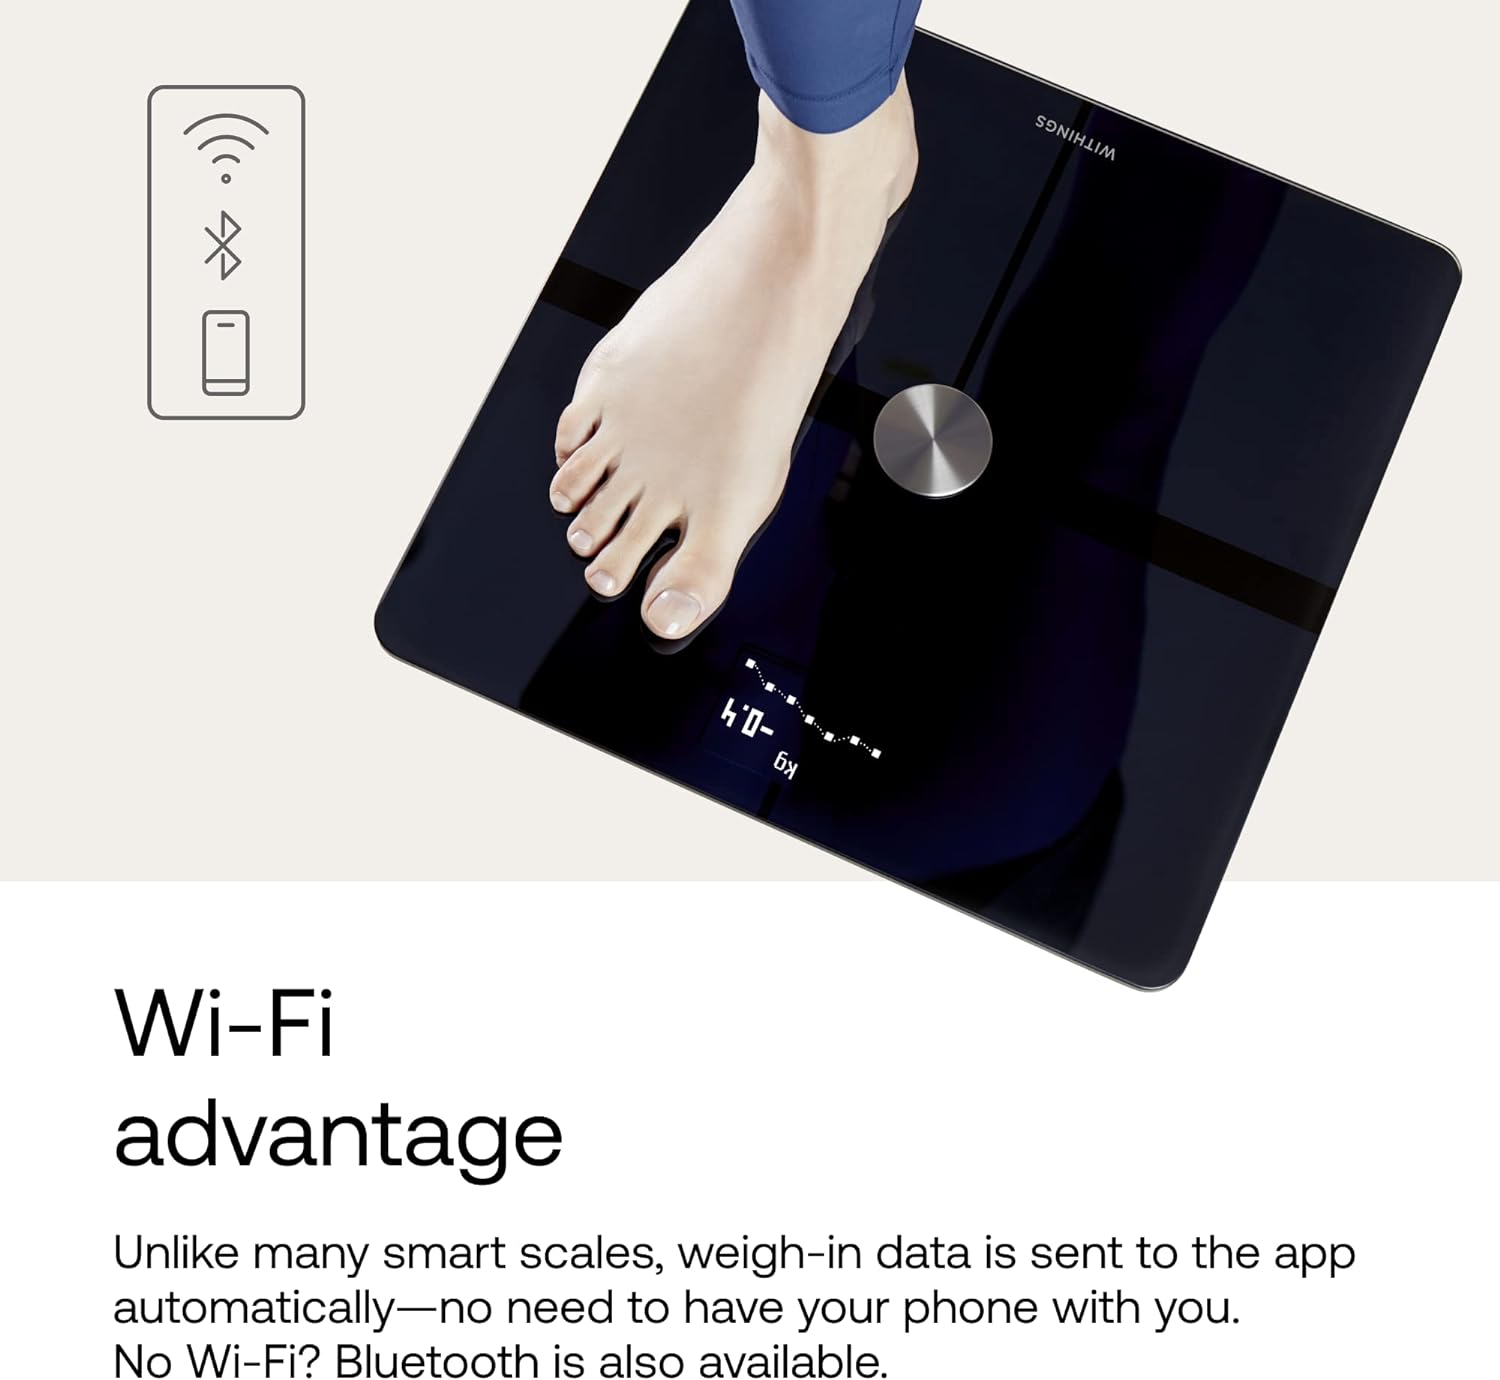 WITHINGS
-0.4
kg
Wi-Fi
advantage
Unlike many smart scales, weigh-in data is sent to the app
automatically—no need to have your phone with you.
No Wi-Fi? Bluetooth is also available.